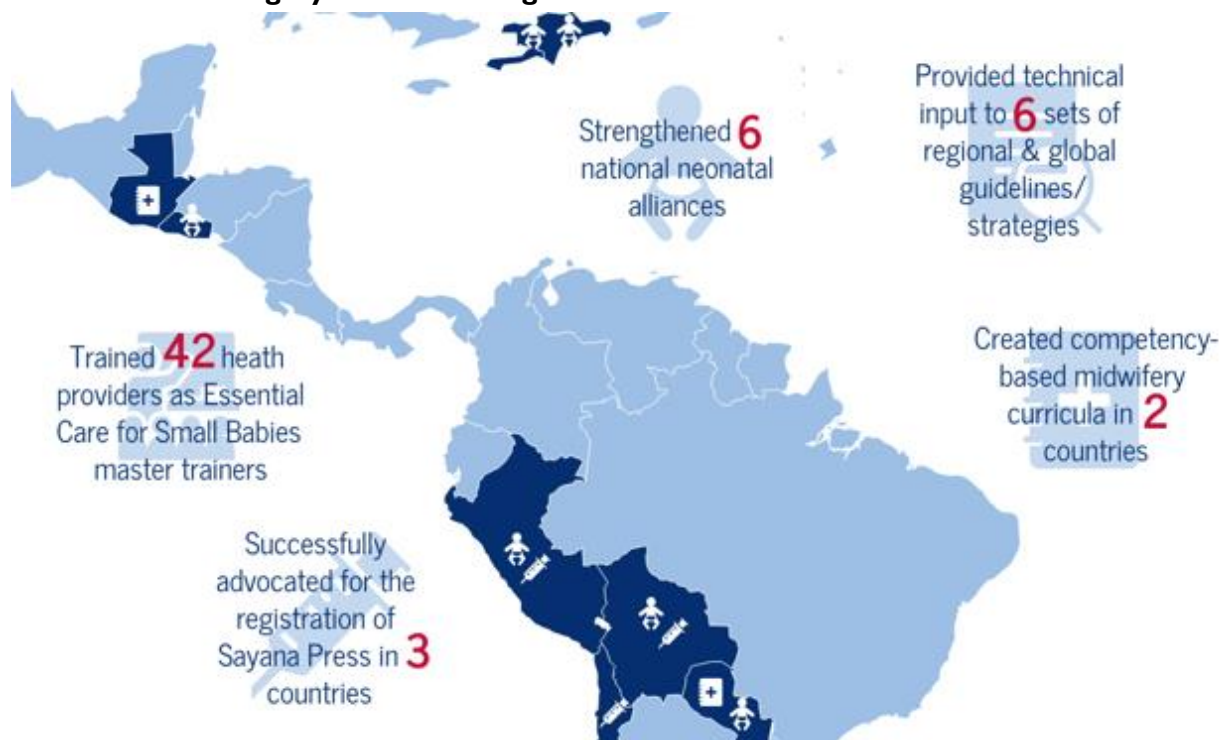 Strengthened 6
national neonatal
alliances
Provided technical
input to 6 sets of
regional & global
guidelines/
strategies
Trained 42 heath
providers as Essential
Care for Small Babies
master trainers
Created competency-
based midwifery
curricula in 2
countries
Successfully
advocated for the
registration of
Sayana Press in 3
countries